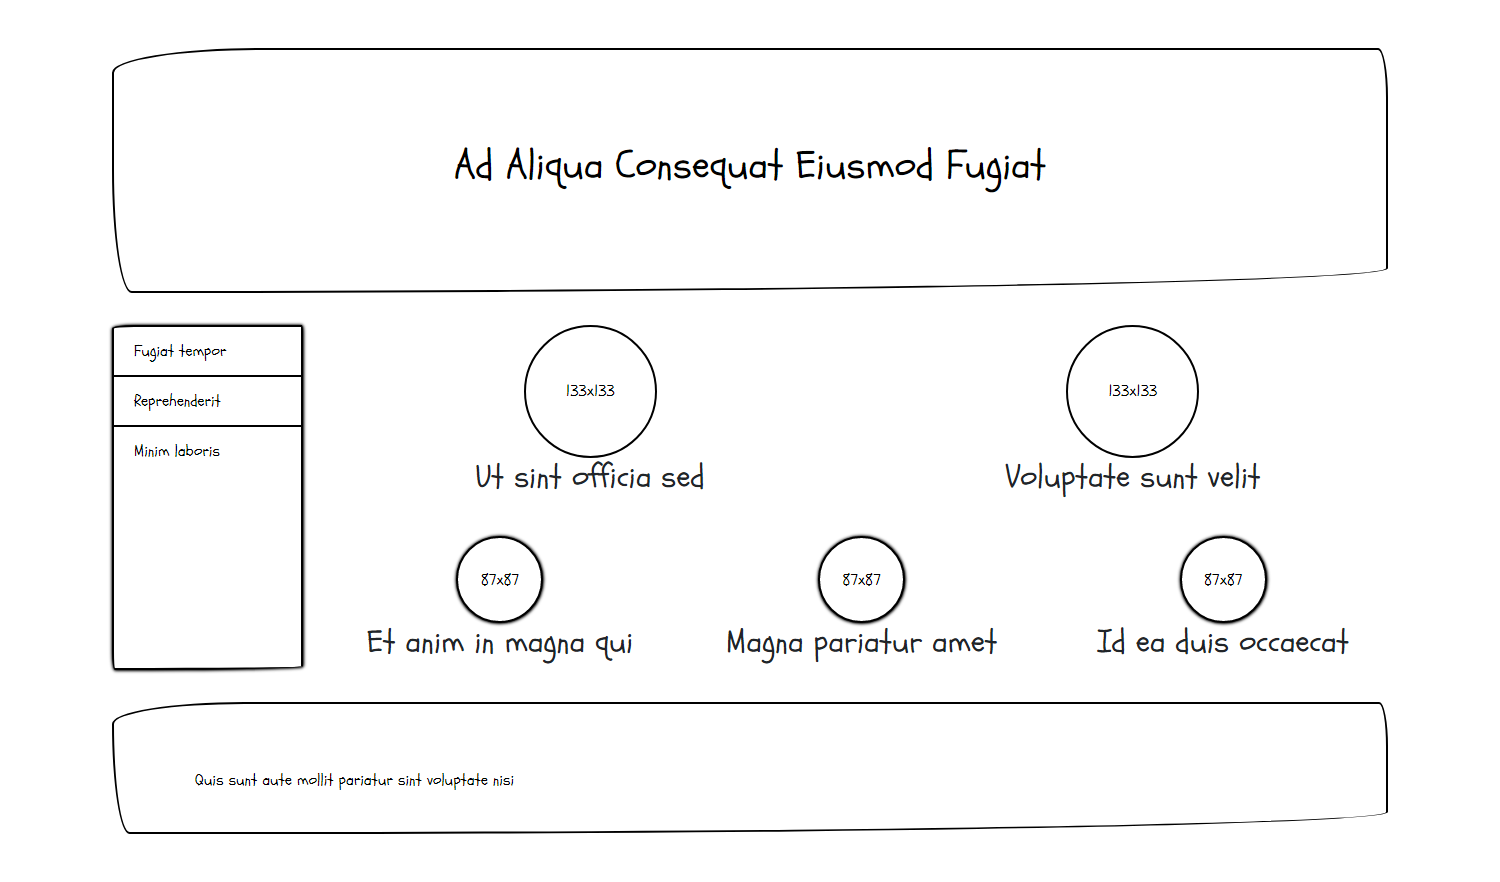 Ad Aliqua Consequat Eiusmod Fugiat
Fugiat tempor
Reprehenderit
Minim laboris
133x133
Ut sint officia sed
133x133
Voluptate sunt velit
87x87
Et anim in magna qui
87x87
Magna pariatur amet
87x87
Id ea duis occaecat
Quis sunt aute mollit pariatur sint voluptate nisi